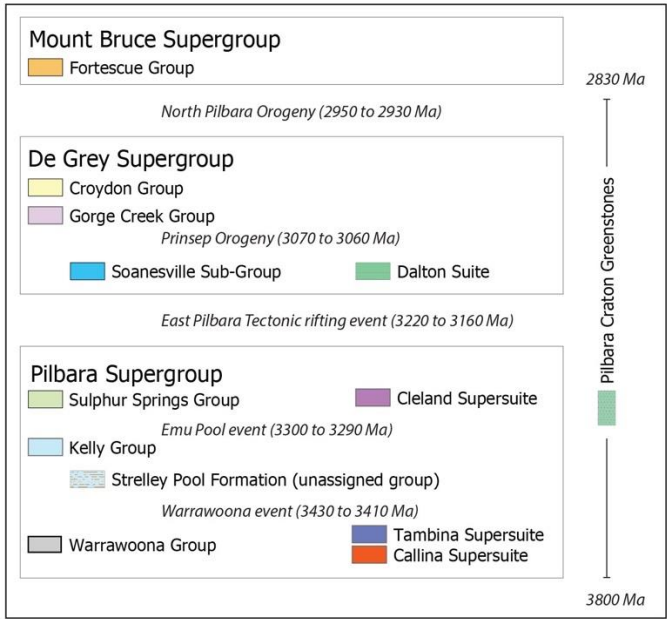 Mount Bruce Supergroup
Fortescue Group
2830 Ma
North Pilbara Orogeny (2950 to 2930 Ma)
De Grey Supergroup
Croydon Group
Gorge Creek Group
Prinsep Orogeny (3070 to 3060 Ma)
Soanesville Sub-Group
Dalton Suite
East Pilbara Tectonic rifting event (3220 to 3160 Ma)
Pilbara Supergroup
Sulphur Springs Group
Cleland Supersuite
Emu Pool event (3300 to 3290 Ma)
Kelly Group
Strelley Pool Formation (unassigned group)
Warrawoona event (3430 to 3410 Ma)
Warrawoona Group
Tambina Supersuite
Callina Supersuite
Pilbara Craton Greenstones
3800 Ma